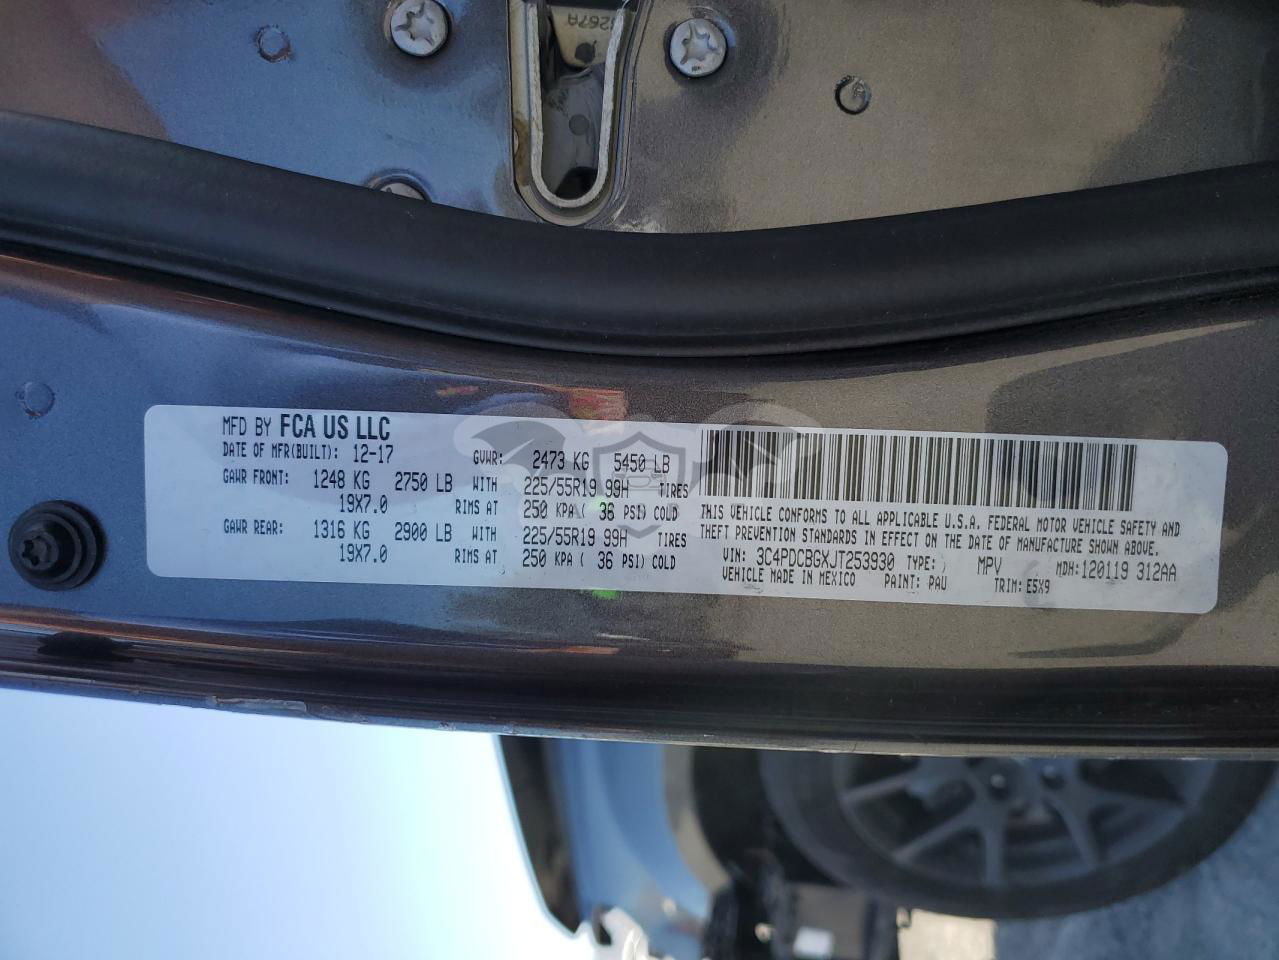 8267A
MFD BY FCA US LLC
DATE OF MFR(BUILT): 12-17 GVWR: 2473 KG 5450 LB
GAWR FRONT: 1248 KG 2750 LB WITH 225/55R19 99H TIRES
19X7.0 RIMS AT 250 KPA ( 36 PSI) COLD
GAWR REAR: 1316 KG 2900 LB WITH 225/55R19 99H TIRES
19X7.0 RIMS AT 250 KPA ( 36 PSI) COLD
THIS VEHICLE CONFORMS TO ALL APPLICABLE U.S.A. FEDERAL MOTOR VEHICLE SAFETY AND
THEFT PREVENTION STANDARDS IN EFFECT ON THE DATE OF MANUFACTURE SHOWN ABOVE.
VIN: 3C4PDCBGXJT253930 TYPE: MPV MDH: 120119 312AA
VEHICLE MADE IN MEXICO PAINT: PAU TRIM: E5X9